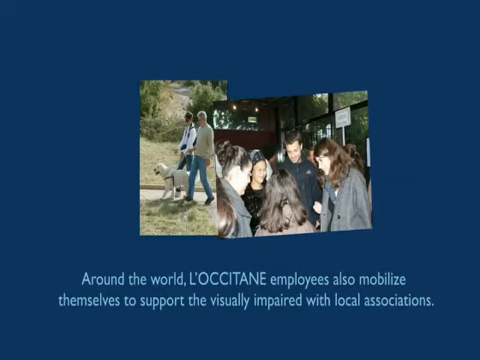 Around the world, L'OCCITANE employees also mobilize
themselves to support the visually impaired with local associations.